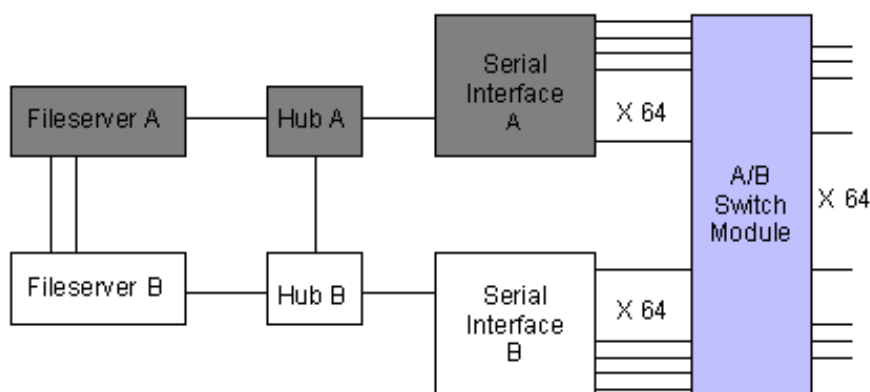 Serial
Interface
A
Fileserver A
Hub A
X 64
A/B
Switch
Module
X 64
Fileserver B
Hub B
Serial
Interface
B
X 64